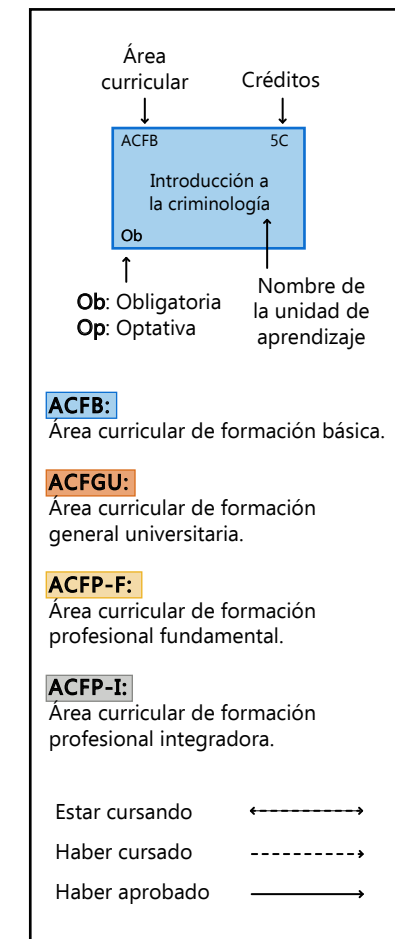 Área
curricular
Créditos
ACFB 5C
Introducción a
la criminología
Ob
Ob: Obligatoria
Op: Optativa
Nombre de
la unidad de
aprendizaje
ACFB:
Área curricular de formación básica.
ACFGU:
Área curricular de formación
general universitaria.
ACFP-F:
Área curricular de formación
profesional fundamental.
ACFP-I:
Área curricular de formación
profesional integradora.
Estar cursando
Haber cursado
Haber aprobado